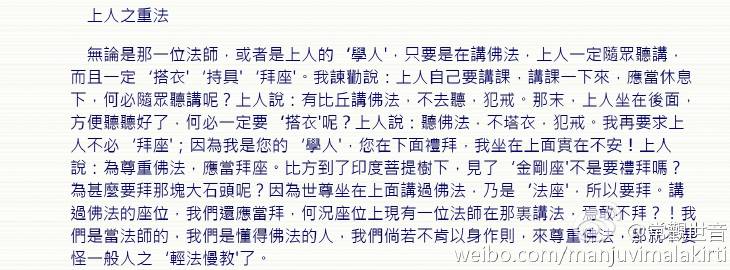 上人之重法
無論是那一位法師，或者是上人的‘學人'，只要是在講佛法，上人一定隨眾聽講，
而且一定‘搭衣'‘持具'‘拜座'。我諫勸說：上人自己要講課，講課一下來，應當休息
下，何必隨眾聽講呢？上人說：有比丘講佛法，不去聽，犯戒。那末，上人坐在後面，
方便聽聽好了，何必一定要‘搭衣'呢？上人說：聽佛法，不塔衣，犯戒。我再要求上
人不必‘拜座'；因為我是您的‘學人'，您在下面禮拜，我坐在上面實在不安！上人
說：為尊重佛法，應當拜座。比方到了印度菩提樹下，見了‘金剛座'不是要禮拜嗎？
為甚麼要拜那塊大石頭呢？因為世尊坐在上面講過佛法，乃是‘法座'，所以要拜。講
過佛法的座位，我們還應當拜，何況座位上現有一位法師在那裏講法，不拜？！我
們是當法師的，我們是懂得佛法的人，我們倘若不肯以身作則，來尊重佛法，那就莫
怪一般人之‘輕法慢教'了。
@常觀世音
weibo.com/manjuvimalakirti